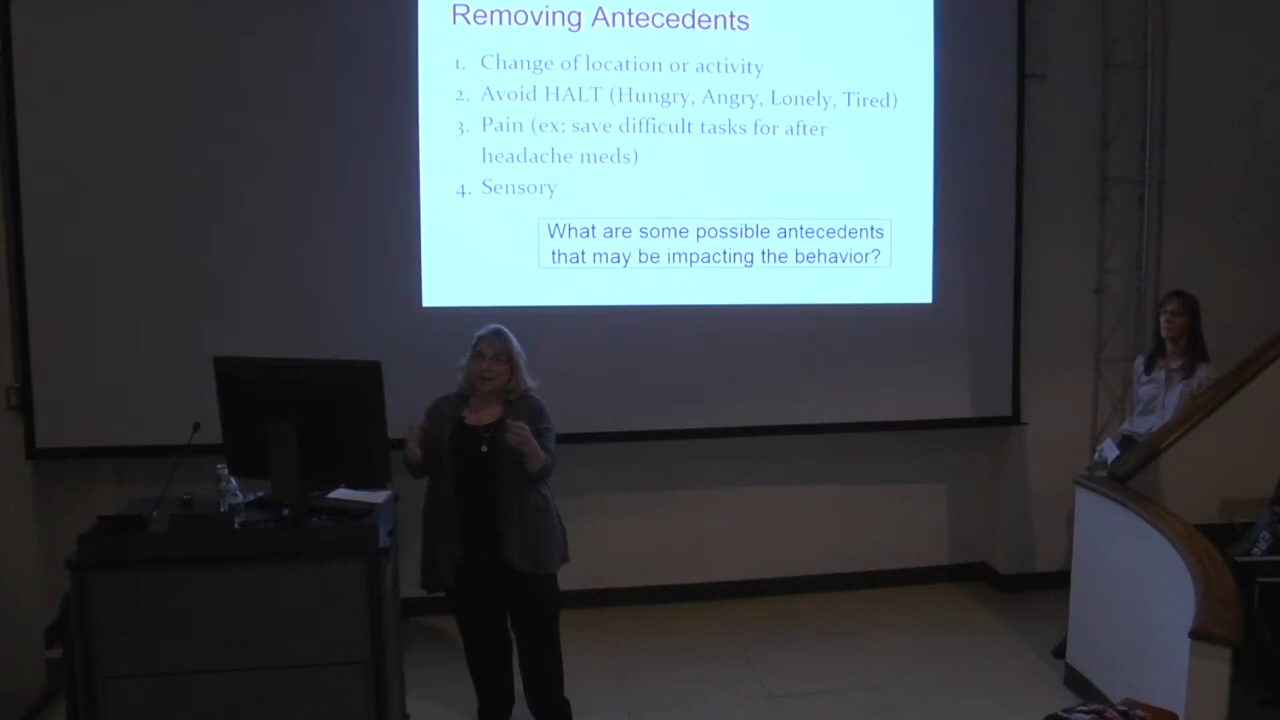 Removing Antecedents
1. Change of location or activity
2. Avoid HALT (Hungry, Angry, Lonely, Tired)
3. Pain (ex: save difficult tasks for after
headache meds)
4. Sensory
What are some possible antecedents
that may be impacting the behavior?